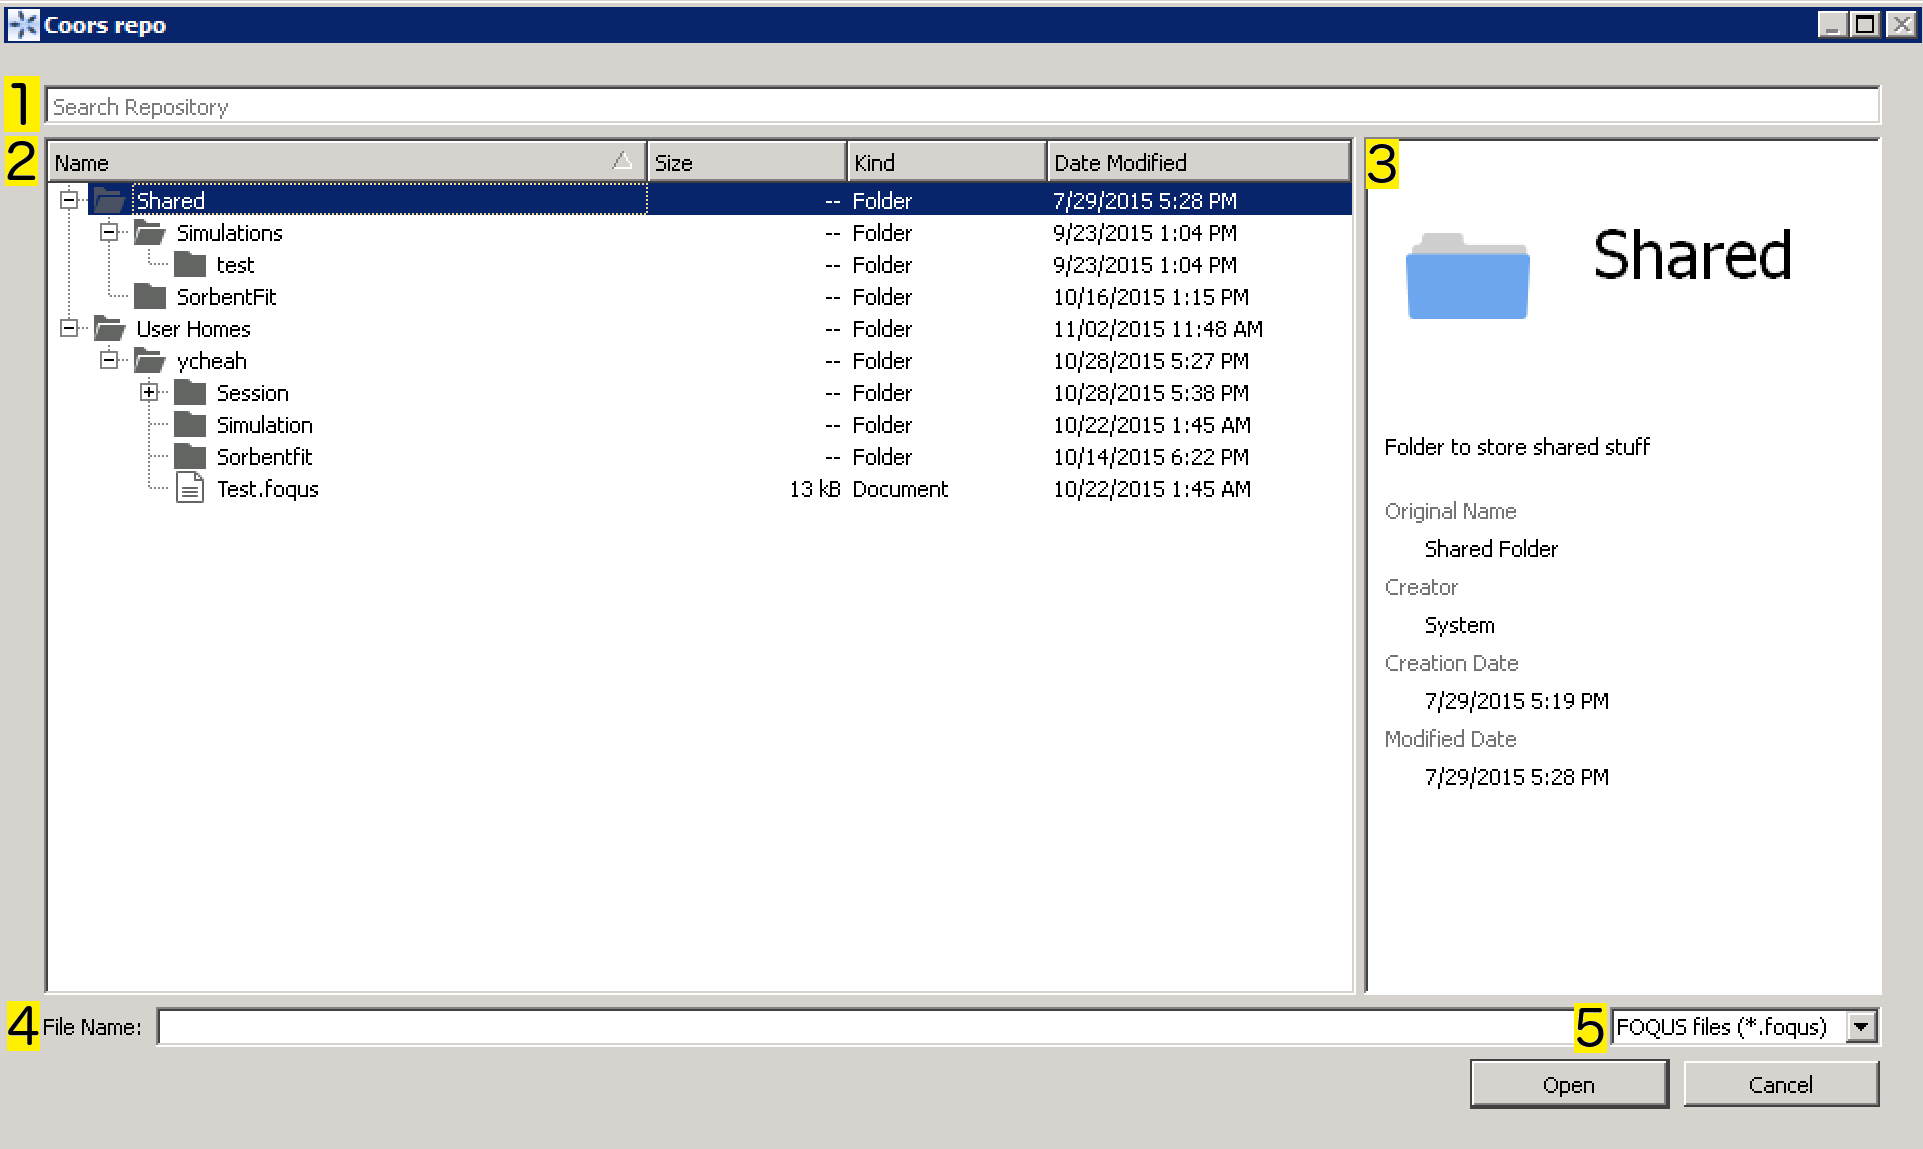 Coors repo
1 Search Repository
2 Name Size Kind Date Modified
Shared -- Folder 7/29/2015 5:28 PM
Simulations -- Folder 9/23/2015 1:04 PM
test -- Folder 9/23/2015 1:04 PM
SorbentFit -- Folder 10/16/2015 1:15 PM
User Homes -- Folder 11/02/2015 11:48 AM
ycheah -- Folder 10/28/2015 5:27 PM
Session -- Folder 10/28/2015 5:38 PM
Simulation -- Folder 10/22/2015 1:45 AM
Sorbentfit -- Folder 10/14/2015 6:22 PM
Test.foqus 13 kB Document 10/22/2015 1:45 AM
3
Shared
Folder to store shared stuff
Original Name
Shared Folder
Creator
System
Creation Date
7/29/2015 5:19 PM
Modified Date
7/29/2015 5:28 PM
4 File Name:
5 FOQUS files (*.foqus)
Open Cancel